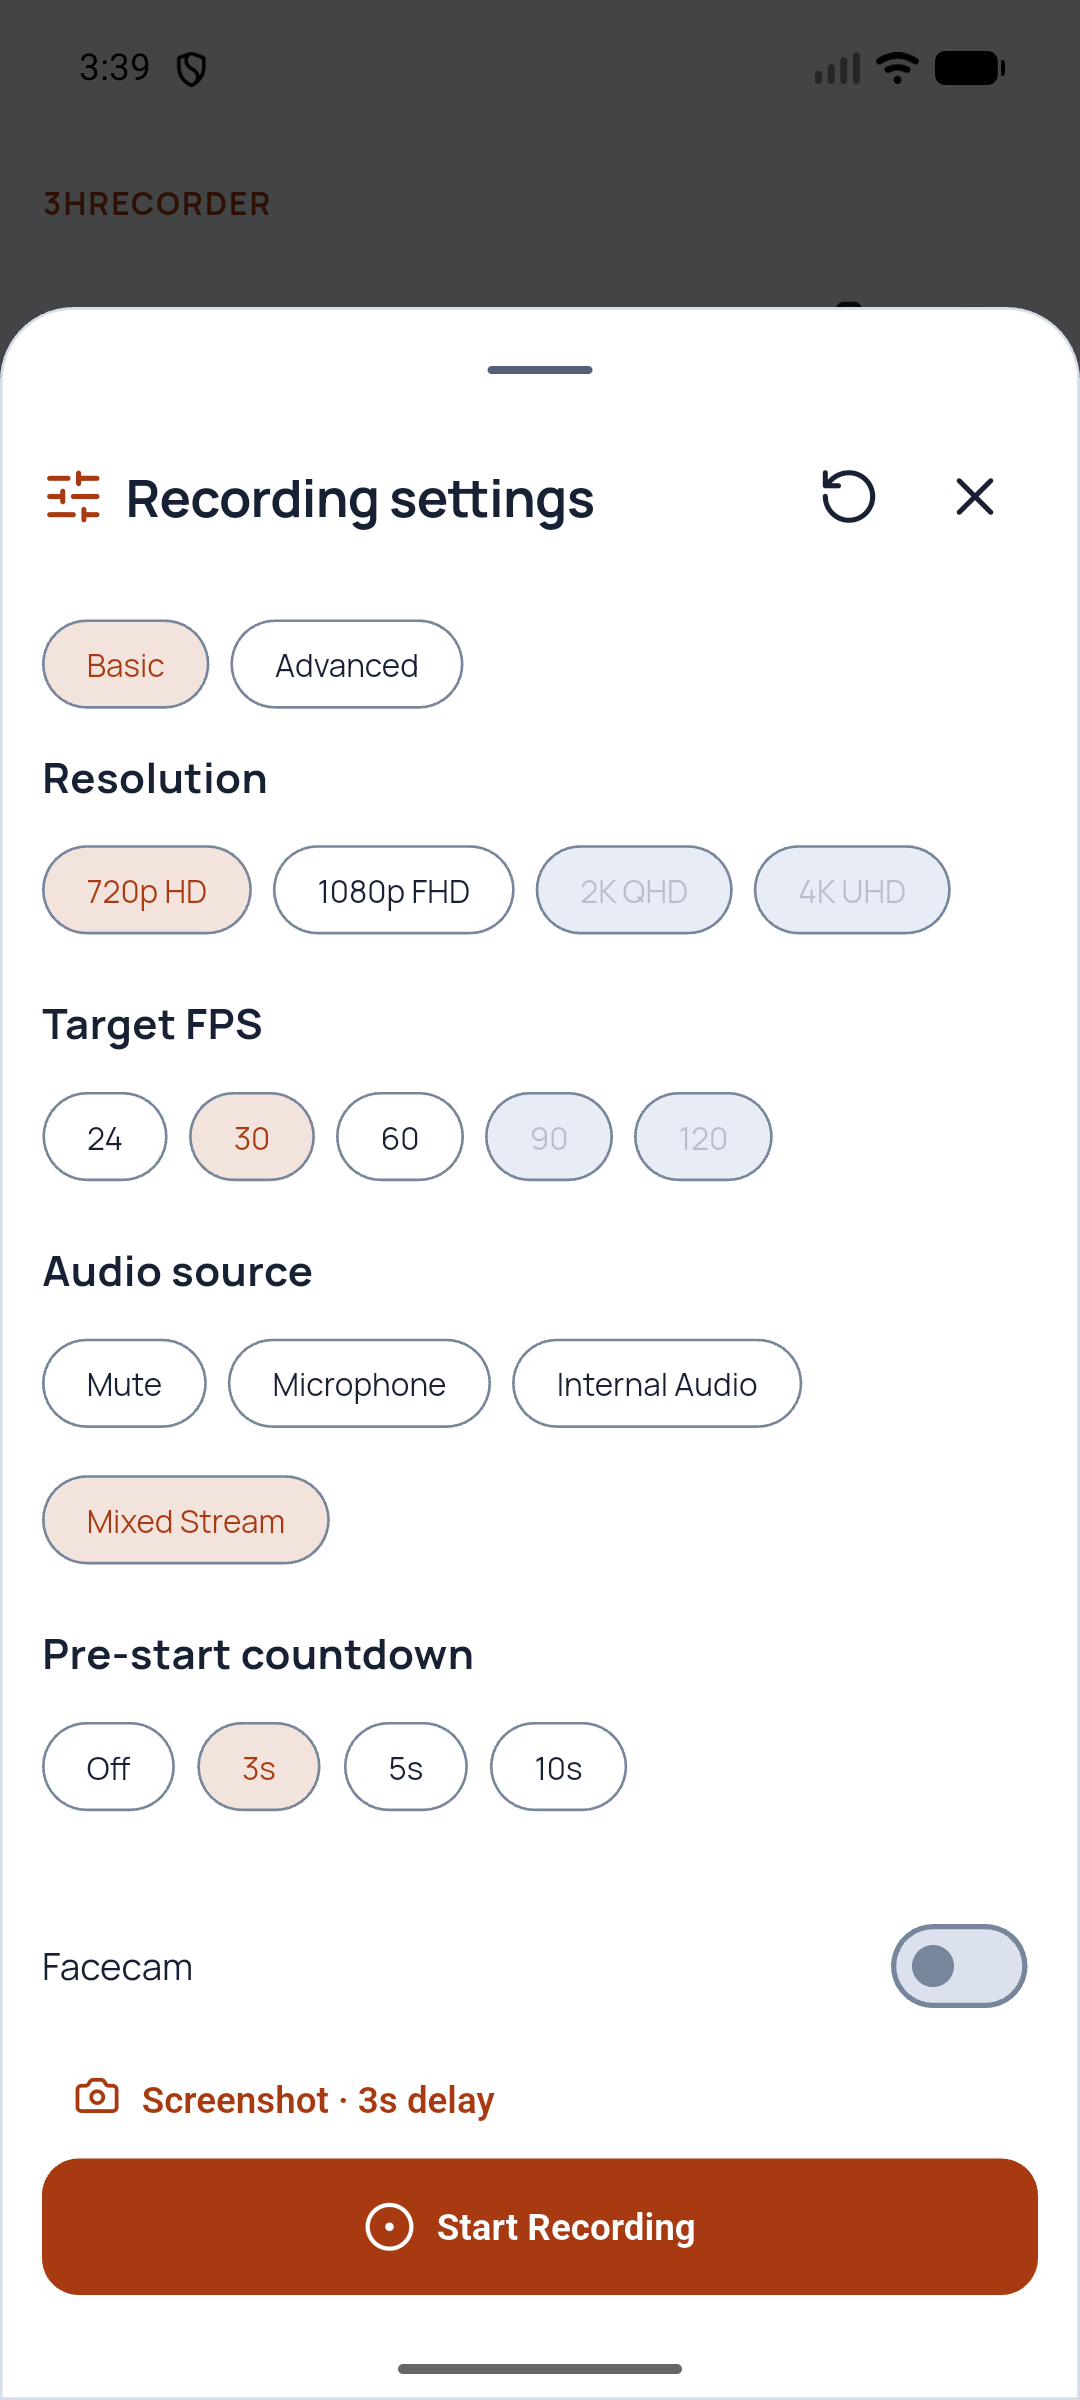 3:39
3HRECORDER
Recording settings
Basic Advanced
Resolution
720p HD 1080p FHD 2K QHD 4K UHD
Target FPS
24 30 60 90 120
Audio source
Mute Microphone Internal Audio
Mixed Stream
Pre-start countdown
Off 3s 5s 10s
Facecam
Screenshot · 3s delay
Start Recording